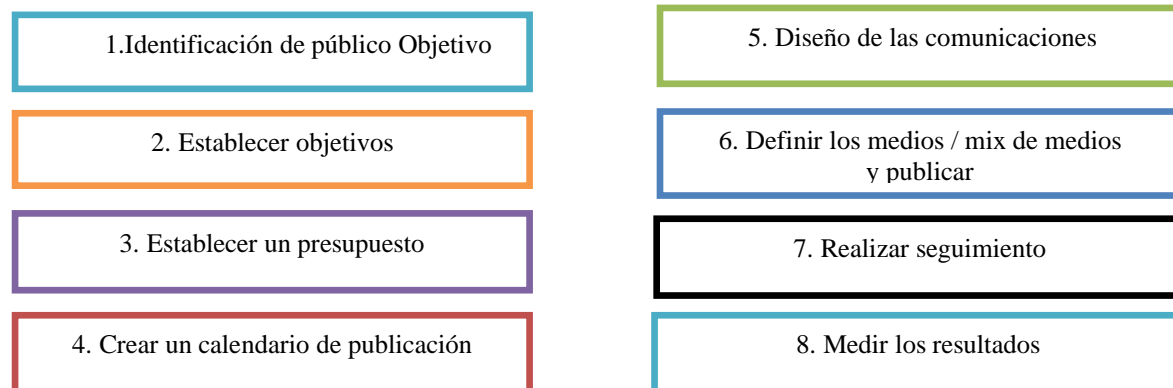 1.Identificación de público Objetivo
2. Establecer objetivos
3. Establecer un presupuesto
4. Crear un calendario de publicación
5. Diseño de las comunicaciones
6. Definir los medios / mix de medios
y publicar
7. Realizar seguimiento
8. Medir los resultados